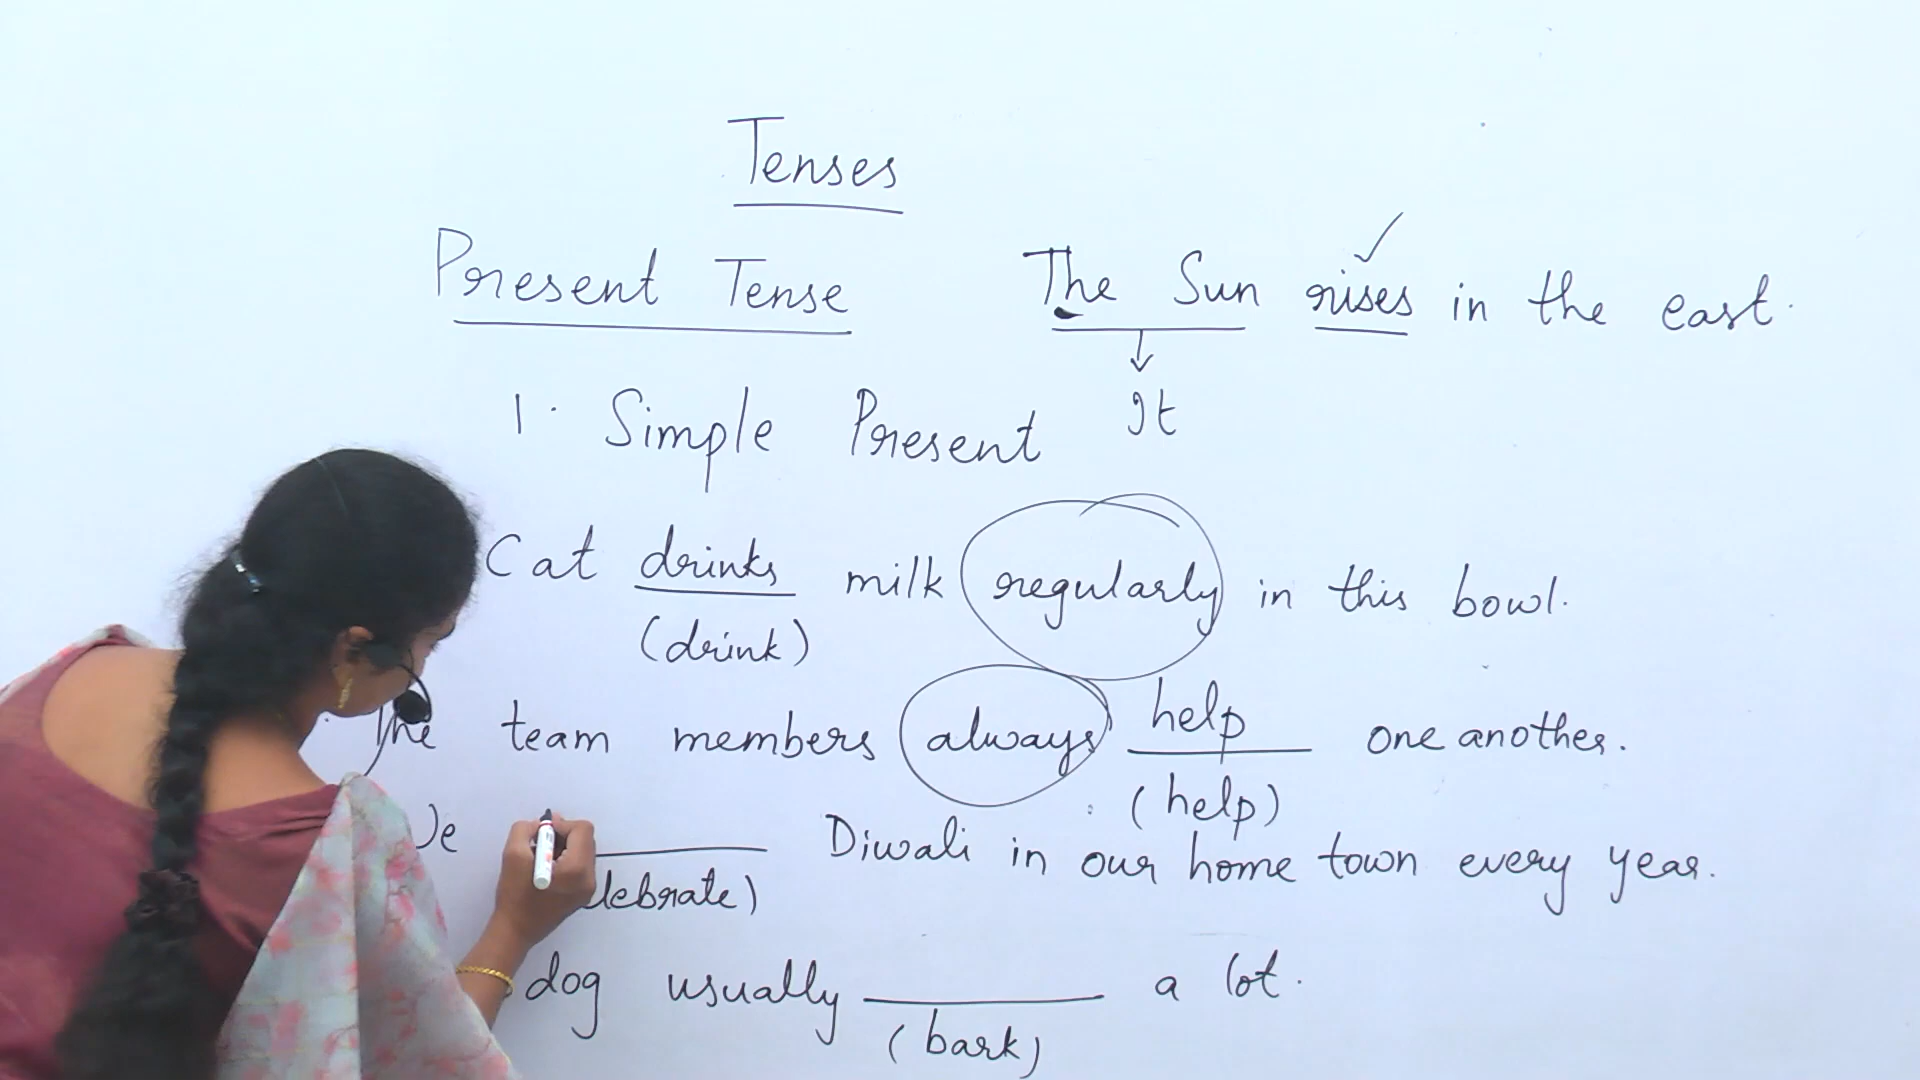 Tenses
Present Tense The Sun rises in the east.
It
1. Simple Present
Cat drinks milk regularly in this bowl.
(drink)
The team members always help one another.
(help)
Diwali in our home town every year.
dog usually a lot.
(bark)